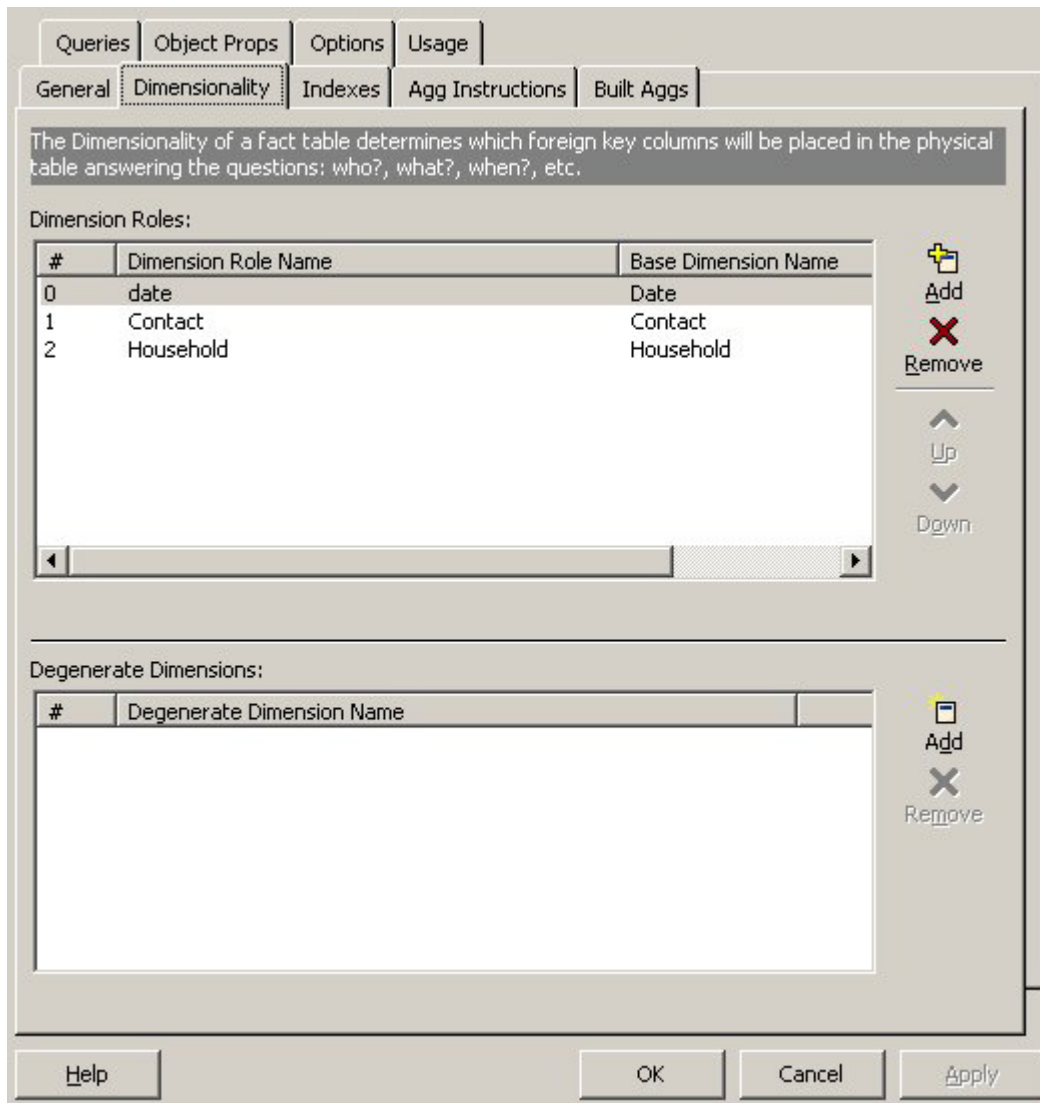 Queries Object Props Options Usage
General Dimensionality Indexes Agg Instructions Built Aggs
The Dimensionality of a fact table determines which foreign key columns will be placed in the physical
table answering the questions: who?, what?, when?, etc.
Dimension Roles:
# Dimension Role Name Base Dimension Name
0 date Date
1 Contact Contact
2 Household Household
Add
Remove
Up
Down
Degenerate Dimensions:
# Degenerate Dimension Name
Add
Remove
Help OK Cancel Apply